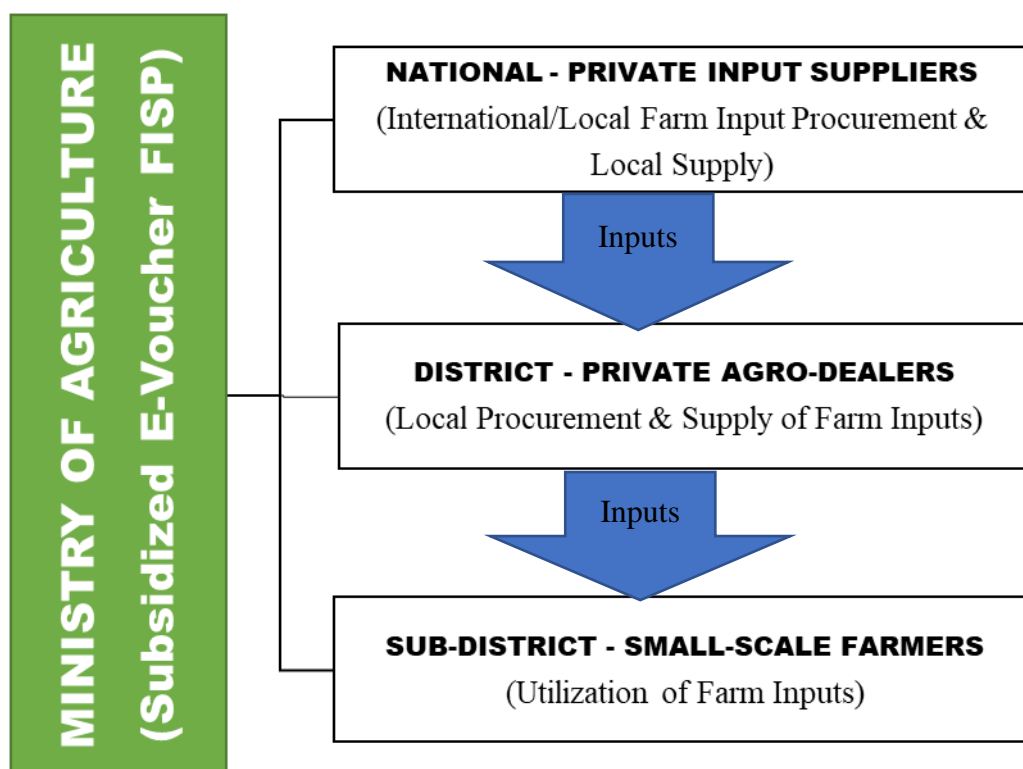 MINISTRY OF AGRICULTURE
(Subsidized E-Voucher FISP)
NATIONAL - PRIVATE INPUT SUPPLIERS
(International/Local Farm Input Procurement &
Local Supply)
Inputs
DISTRICT - PRIVATE AGRO-DEALERS
(Local Procurement & Supply of Farm Inputs)
Inputs
SUB-DISTRICT - SMALL-SCALE FARMERS
(Utilization of Farm Inputs)